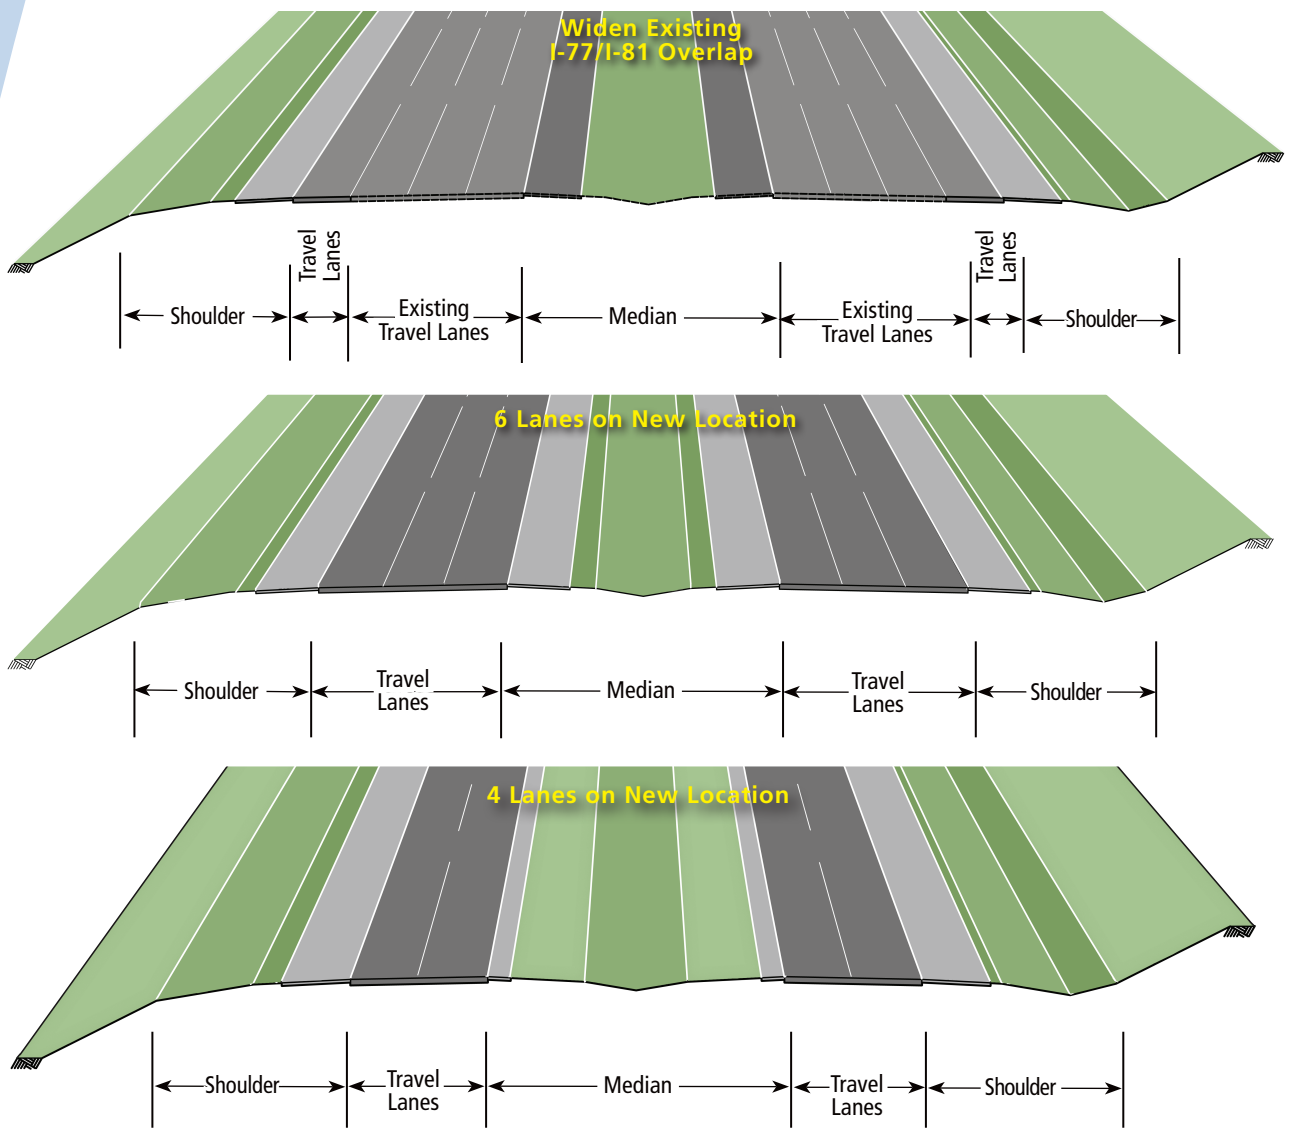 Widen Existing
I-77/I-81 Overlap
Travel
Lanes
Travel
Lanes
Shoulder
Existing
Travel Lanes
Median
Existing
Travel Lanes
Shoulder
6 Lanes on New Location
Shoulder
Travel
Lanes
Median
Travel
Lanes
Shoulder
4 Lanes on New Location
Shoulder
Travel
Lanes
Median
Travel
Lanes
Shoulder